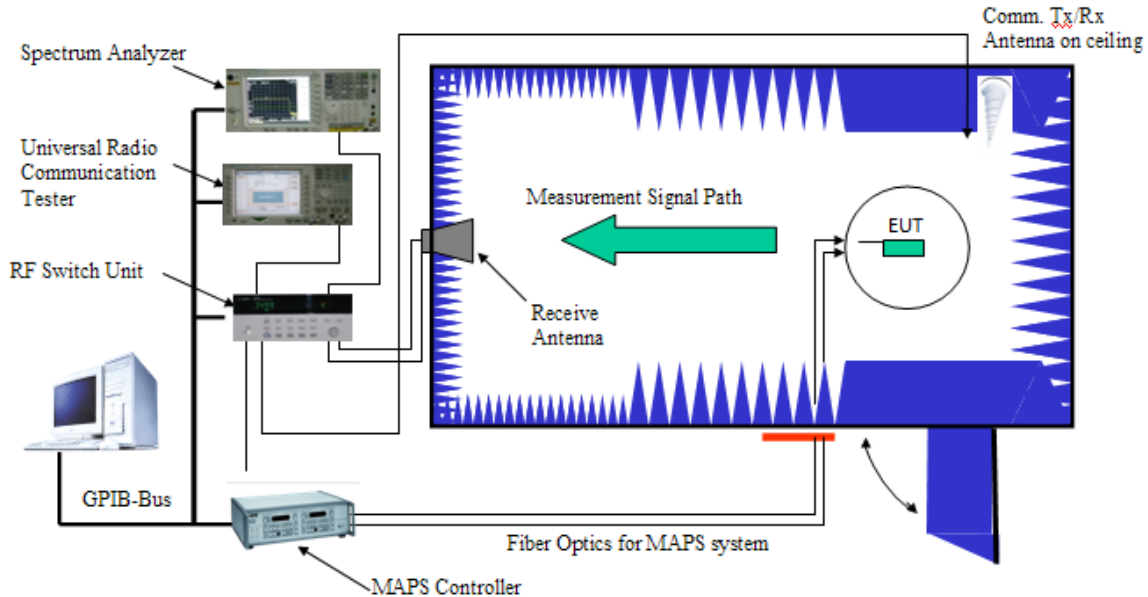 Comm. Tx/Rx
Antenna on ceiling
Spectrum Analyzer
Universal Radio
Communication
Tester
Measurement Signal Path
EUT
RF Switch Unit
Receive
Antenna
GPIB-Bus
Fiber Optics for MAPS system
MAPS Controller